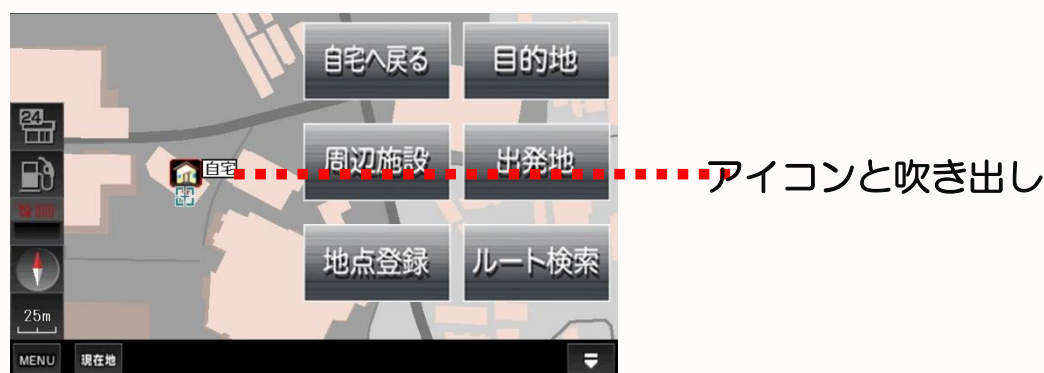 自宅へ戻る 目的地
24
自宅
周辺施設 出発地
アイコンと吹き出し
地点登録 ルート検索
25m
MENU 現在地